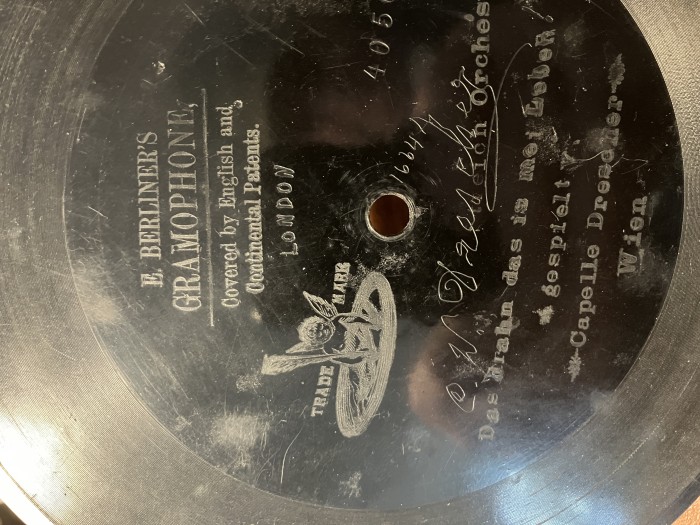 E. BERLINER'S
GRAMOPHONE,
Covered by English and
Continental Patents.
LONDON
TRADE MARK
405
Orches
Das Drahn das is mei Leben
gespielt
Capelle Drescher
Wien